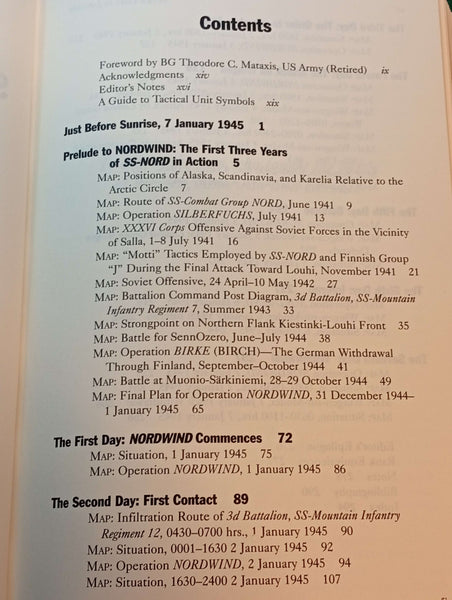 Contents
Foreword by BG Theodore C. Mataxis, US Army (Retired) ix
Acknowledgments xiv
Editor's Notes xvi
A Guide to Tactical Unit Symbols xix
Just Before Sunrise, 7 January 1945 1
Prelude to NORDWIND: The First Three Years
of SS-NORD in Action 5
MAP: Positions of Alaska, Scandinavia, and Karelia Relative to the
Arctic Circle 7
MAP: Route of SS-Combat Group NORD, June 1941 9
MAP: Operation SILBERFUCHS, July 1941 13
MAP: XXXVI Corps Offensive Against Soviet Forces in the Vicinity
of Salla, 1–8 July 1941 16
MAP: "Motti" Tactics Employed by SS-NORD and Finnish Group
"J" During the Final Attack Toward Louhi, November 1941 21
MAP: Soviet Offensive, 24 April–10 May 1942 27
MAP: Battalion Command Post Diagram, 3d Battalion, SS-Mountain
Infantry Regiment 7, Summer 1943 33
MAP: Strongpoint on Northern Flank Kiestinki-Louhi Front 35
MAP: Battle for SennOzero, June–July 1944 38
MAP: Operation BIRKE (BIRCH)—The German Withdrawal
Through Finland, September–October 1944 41
MAP: Battle at Muonio-Särkiniemi, 28–29 October 1944 49
MAP: Final Plan for Operation NORDWIND, 31 December 1944–
1 January 1945 65
The First Day: NORDWIND Commences 72
MAP: Situation, 1 January 1945 75
MAP: Operation NORDWIND, 1 January 1945 86
The Second Day: First Contact 89
MAP: Infiltration Route of 3d Battalion, SS-Mountain Infantry
Regiment 12, 0430–0700 hrs., 1 January 1945 90
MAP: Situation, 0001–1630 2 January 1945 92
MAP: Operation NORDWIND, 2 January 1945 94
MAP: Situation, 1630–2400 2 January 1945 107